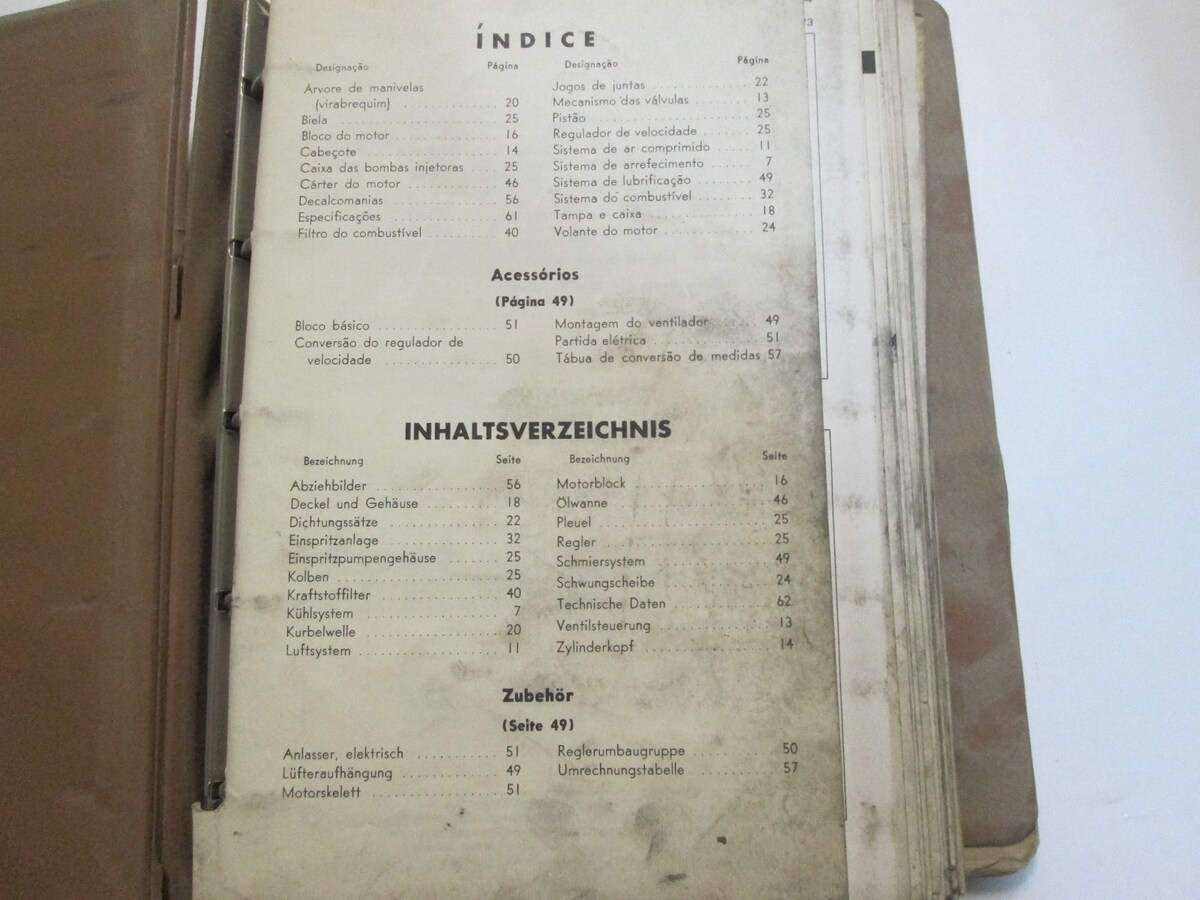 ÍNDICE
Designação Página
Arvore de manivelas
(virabrequim) 20
Biela 25
Bloco do motor 16
Cabeçote 14
Caixa das bombas injetoras 25
Cárter do motor 46
Decalcomanias 56
Especificações 61
Filtro do combustível 40
Designação Página
Jogos de juntas 22
Mecanismo das válvulas 13
Pistão 25
Regulador de velocidade 25
Sistema de ar comprimido 11
Sistema de arrefecimento 7
Sistema de lubrificação 49
Sistema do combustível 32
Tampa e caixa 18
Volante do motor 24
Acessórios
(Página 49)
Bloco básico 51
Conversão do regulador de
velocidade 50
Montagem do ventilador 49
Partida elétrica 51
Tábua de conversão de medidas 57
INHALTSVERZEICHNIS
Bezeichnung Seite
Abziehbilder 56
Deckel und Gehäuse 18
Dichtungssätze 22
Einspritzanlage 32
Einspritzpumpengehäuse 25
Kolben 25
Kraftstoffilter 40
Kühlsystem 7
Kurbelwelle 20
Luftsystem 11
Bezeichnung Seite
Motorblock 16
Ölwanne 46
Pleuel 25
Regler 25
Schmiersystem 49
Schwungscheibe 24
Technische Daten 62
Ventilsteuerung 13
Zylinderkopf 14
Zubehör
(Seite 49)
Anlasser, elektrisch 51
Lüfteraufhängung 49
Motorskelett 51
Reglerumbaugruppe 50
Umrechnungstabelle 57